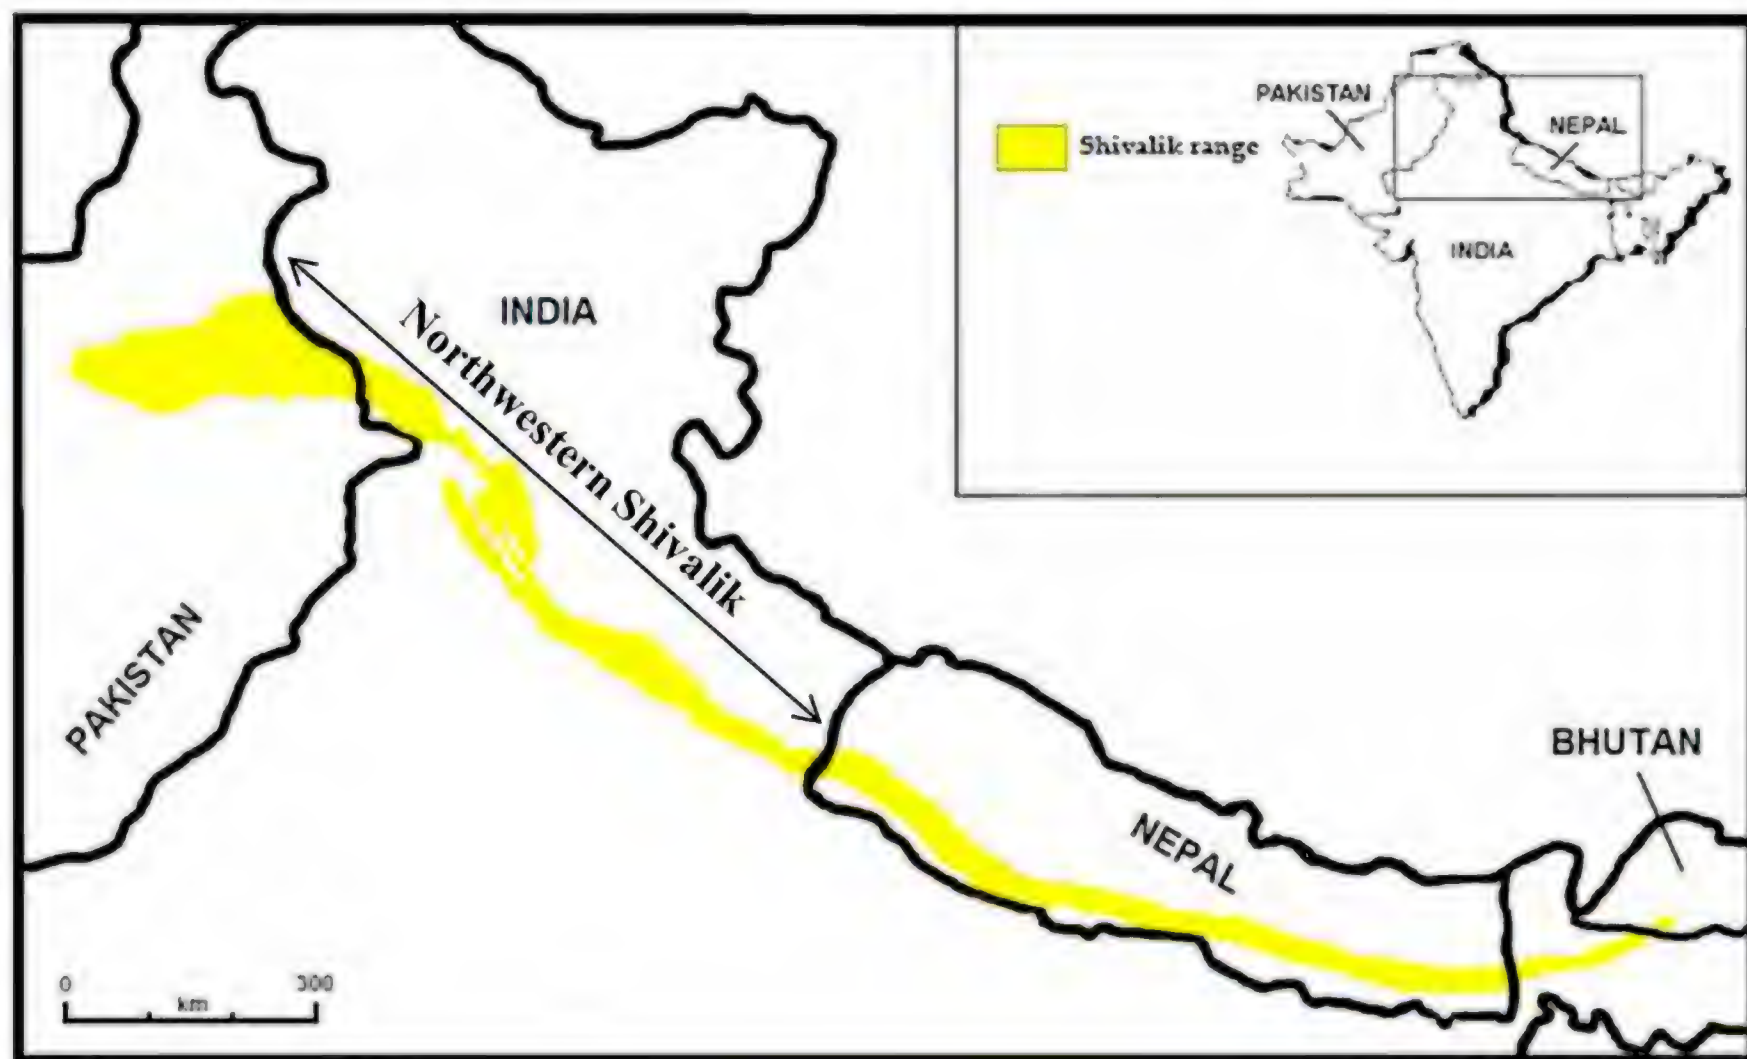 PAKISTAN
NEPAL
Shivalik range
INDIA
INDIA
Northwestern Shivalik
PAKISTAN
BHUTAN
NEPAL
0 300
km